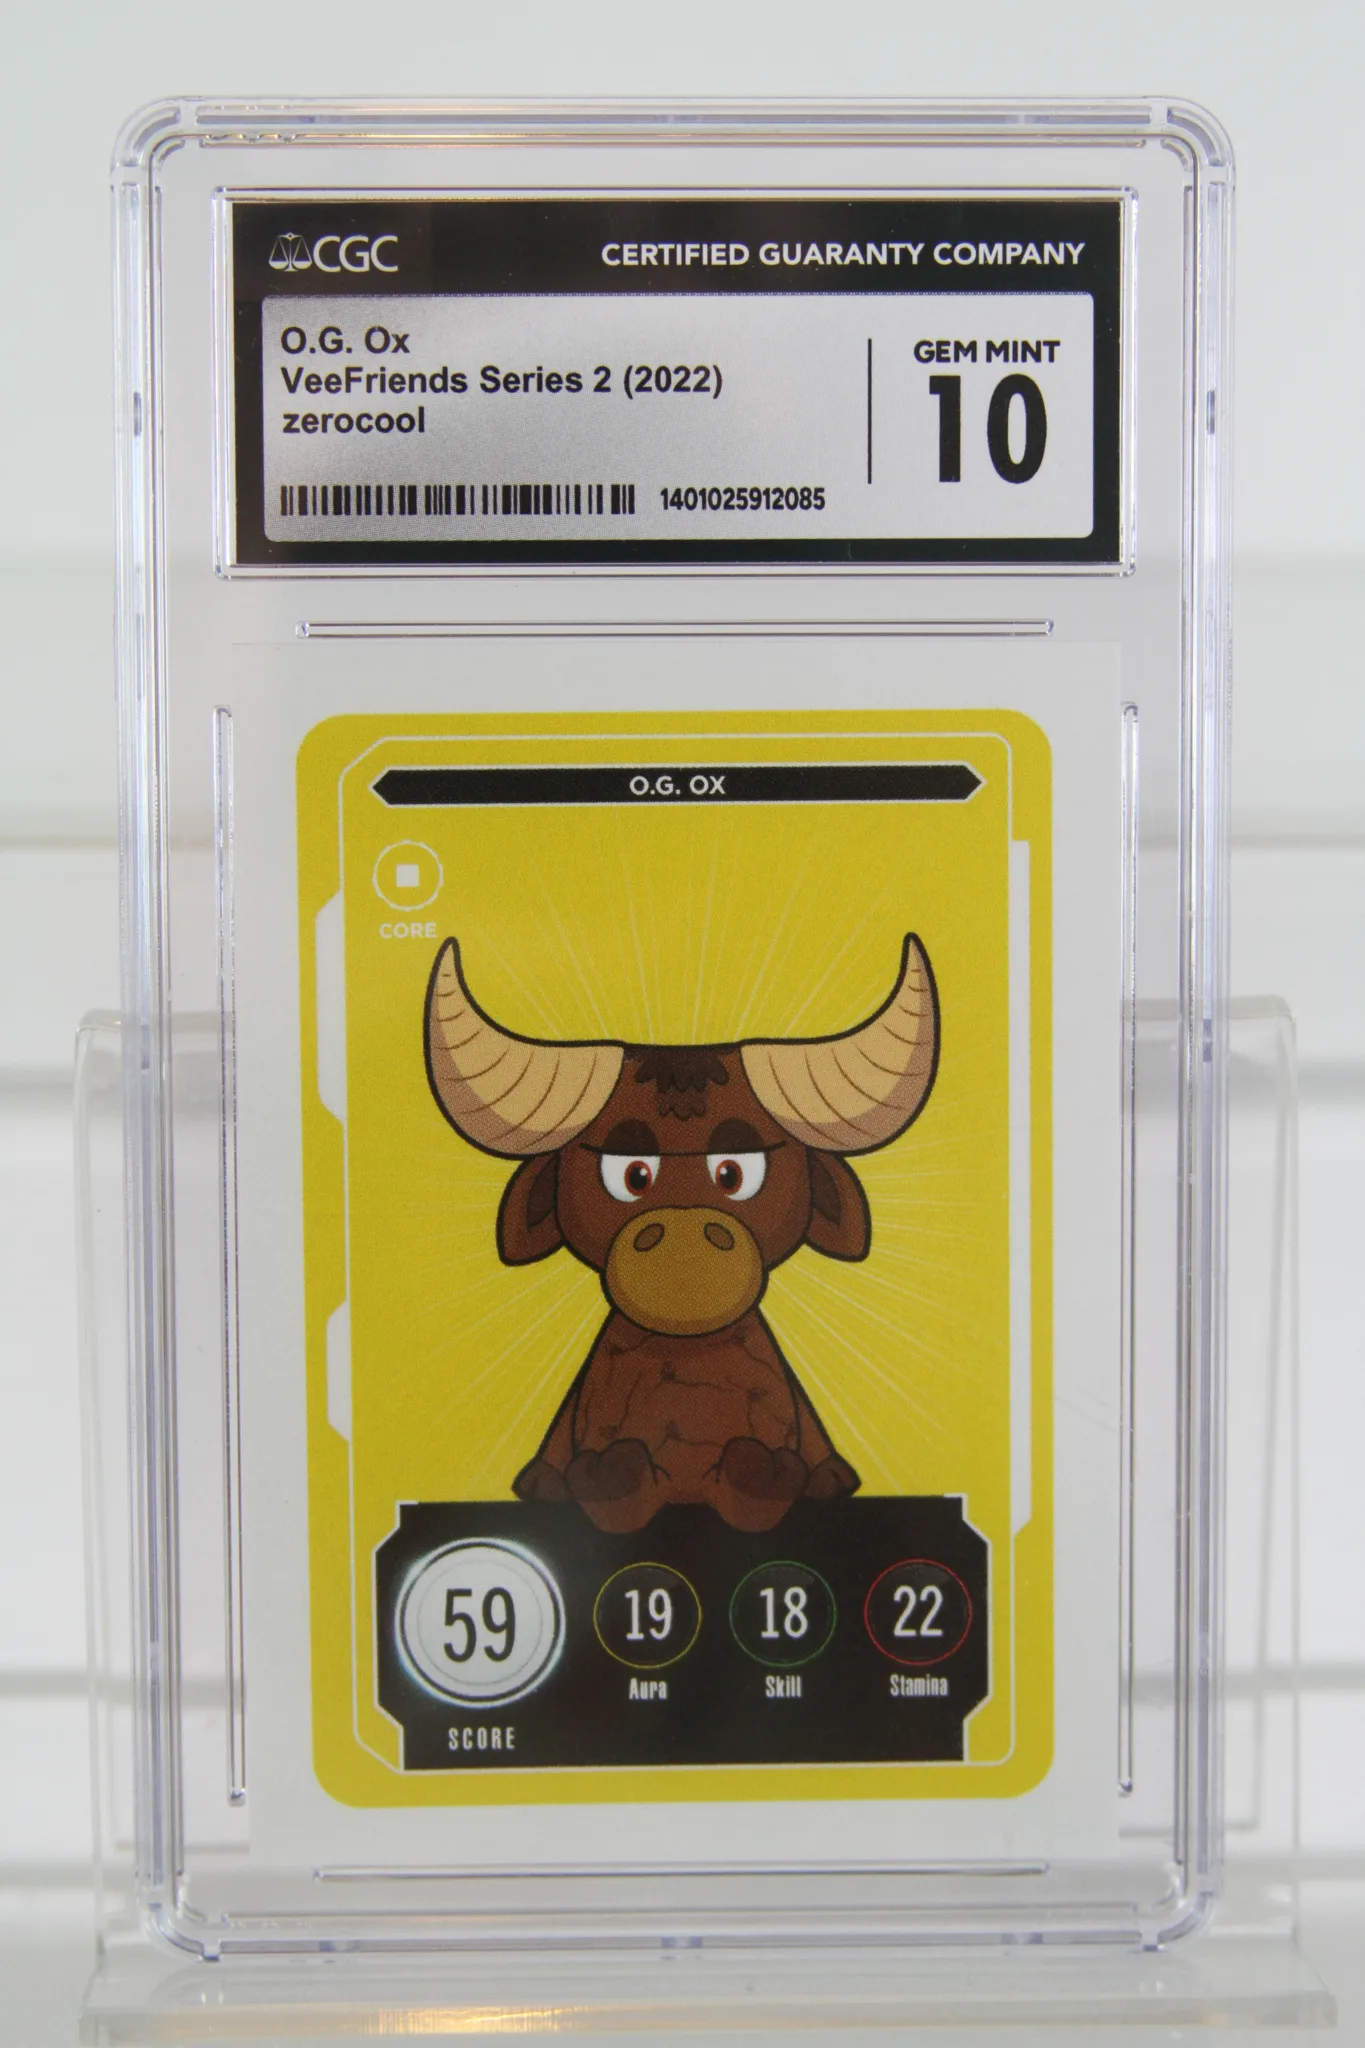 CGC
CERTIFIED GUARANTY COMPANY
O.G. Ox
VeeFriends Series 2 (2022)
zerocool
1401025912085
GEM MINT
10
O.G. OX
CORE
59
SCORE
19
Aura
18
Skill
22
Stamina